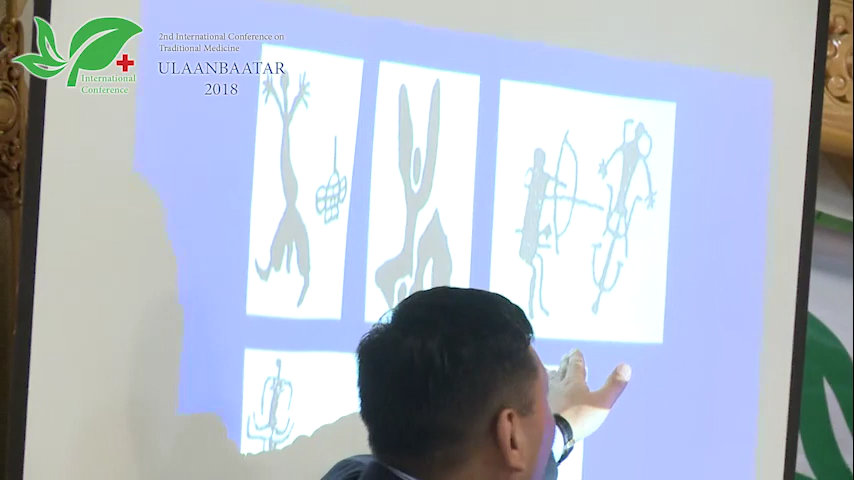 2nd International Conference on
Traditional Medicine
ULAANBAATAR
2018
International
Conference